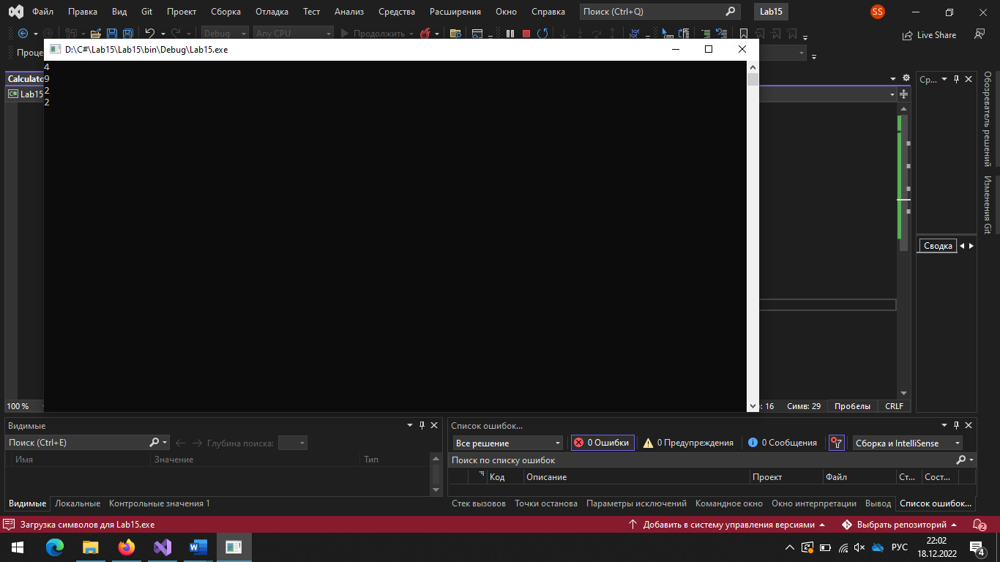 Файл Правка Вид Git Проект Сборка Отладка Тест Анализ Средства Расширения Окно Справка Поиск (Ctrl+Q) Lab15 SS
Debug Any CPU Продолжить Live Share
Проце
D:\C#\Lab15\Lab15\bin\Debug\Lab15.exe
4
9
2
2
Calculato
C# Lab15
Ср...
Обозреватель решений
Изменения Git
Сводка
100 % : 16 Симв: 29 Пробелы CRLF
Видимые
Поиск (Ctrl+E) Глубина поиска:
Имя Значение Тип
Видимые Локальные Контрольные значения 1
Список ошибок...
Все решение 0 Ошибки 0 Предупреждения 0 Сообщения Сборка и IntelliSense
Поиск по списку ошибок
Код Описание Проект Файл Ст... Сост...
Стек вызовов Точки останова Параметры исключений Командное окно Окно интерпретации Вывод Список ошибок...
Загрузка символов для Lab15.exe Добавить в систему управления версиями Выбрать репозиторий 2
W РУС 22:02
18.12.2022 4